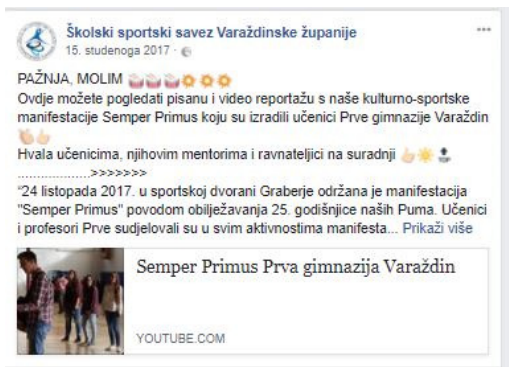 Školski sportski savez Varaždinske županije
15. studenoga 2017 ·
PAŽNJA, MOLIM
Ovdje možete pogledati pisanu i video reportažu s naše kulturno-sportske
manifestacije Semper Primus koju su izradili učenici Prve gimnazije Varaždin
Hvala učenicima, njihovim mentorima i ravnateljici na suradnji
...................>>>>>>>
"24 listopada 2017. u sportskoj dvorani Graberje održana je manifestacija
"Semper Primus" povodom obilježavanja 25. godišnjice naših Puma. Učenici
i profesori Prve sudjelovali su u svim aktivnostima manifesta... Prikaži više
Semper Primus Prva gimnazija Varaždin
YOUTUBE.COM